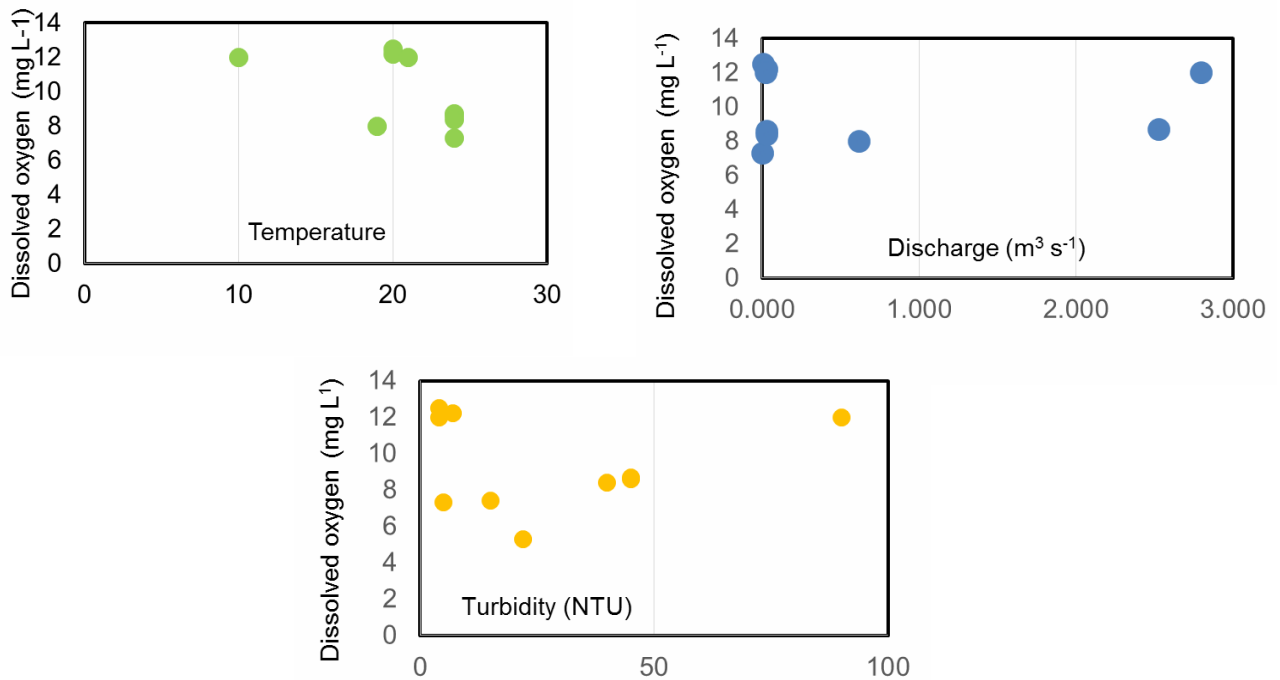 Dissolved oxygen (mg L-1)
14
12
10
8
6
4
2
0
Temperature
0 10 20 30
Dissolved oxygen (mg L-1)
14
12
10
8
6
4
2
0
Discharge (m3 s-1)
0.000 1.000 2.000 3.000
Dissolved oxygen (mg L1)
14
12
10
8
6
4
2
0
Turbidity (NTU)
0 50 100